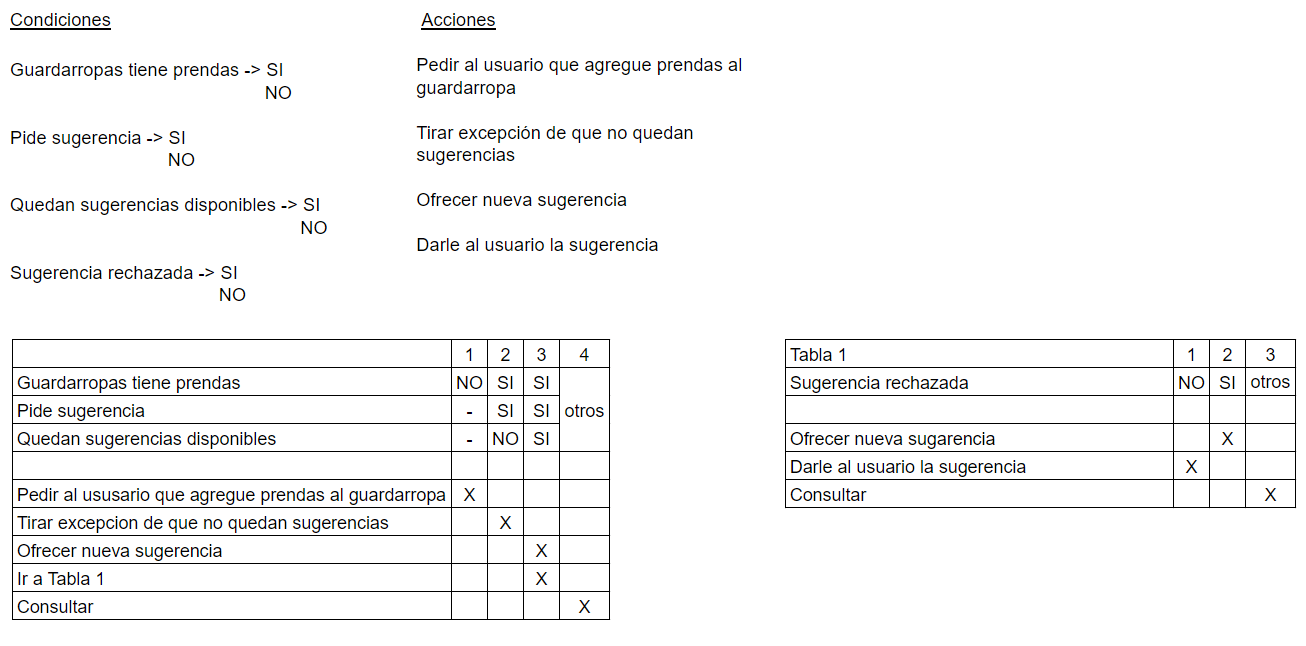 Condiciones
Guardarropas tiene prendas -> SI
NO
Pide sugerencia -> SI
NO
Quedan sugerencias disponibles -> SI
NO
Sugerencia rechazada -> SI
NO
Acciones
Pedir al usuario que agregue prendas al
guardarropa
Tirar excepción de que no quedan
sugerencias
Ofrecer nueva sugerencia
Darle al usuario la sugerencia
1 2 3 4
Guardarropas tiene prendas NO SI SI
Pide sugerencia - SI SI otros
Quedan sugerencias disponibles - NO SI
Pedir al ususario que agregue prendas al guardarropa X
Tirar excepcion de que no quedan sugerencias X
Ofrecer nueva sugerencia X
Ir a Tabla 1 X
Consultar X
Tabla 1 1 2 3
Sugerencia rechazada NO SI otros
Ofrecer nueva sugarencia X
Darle al usuario la sugerencia X
Consultar X